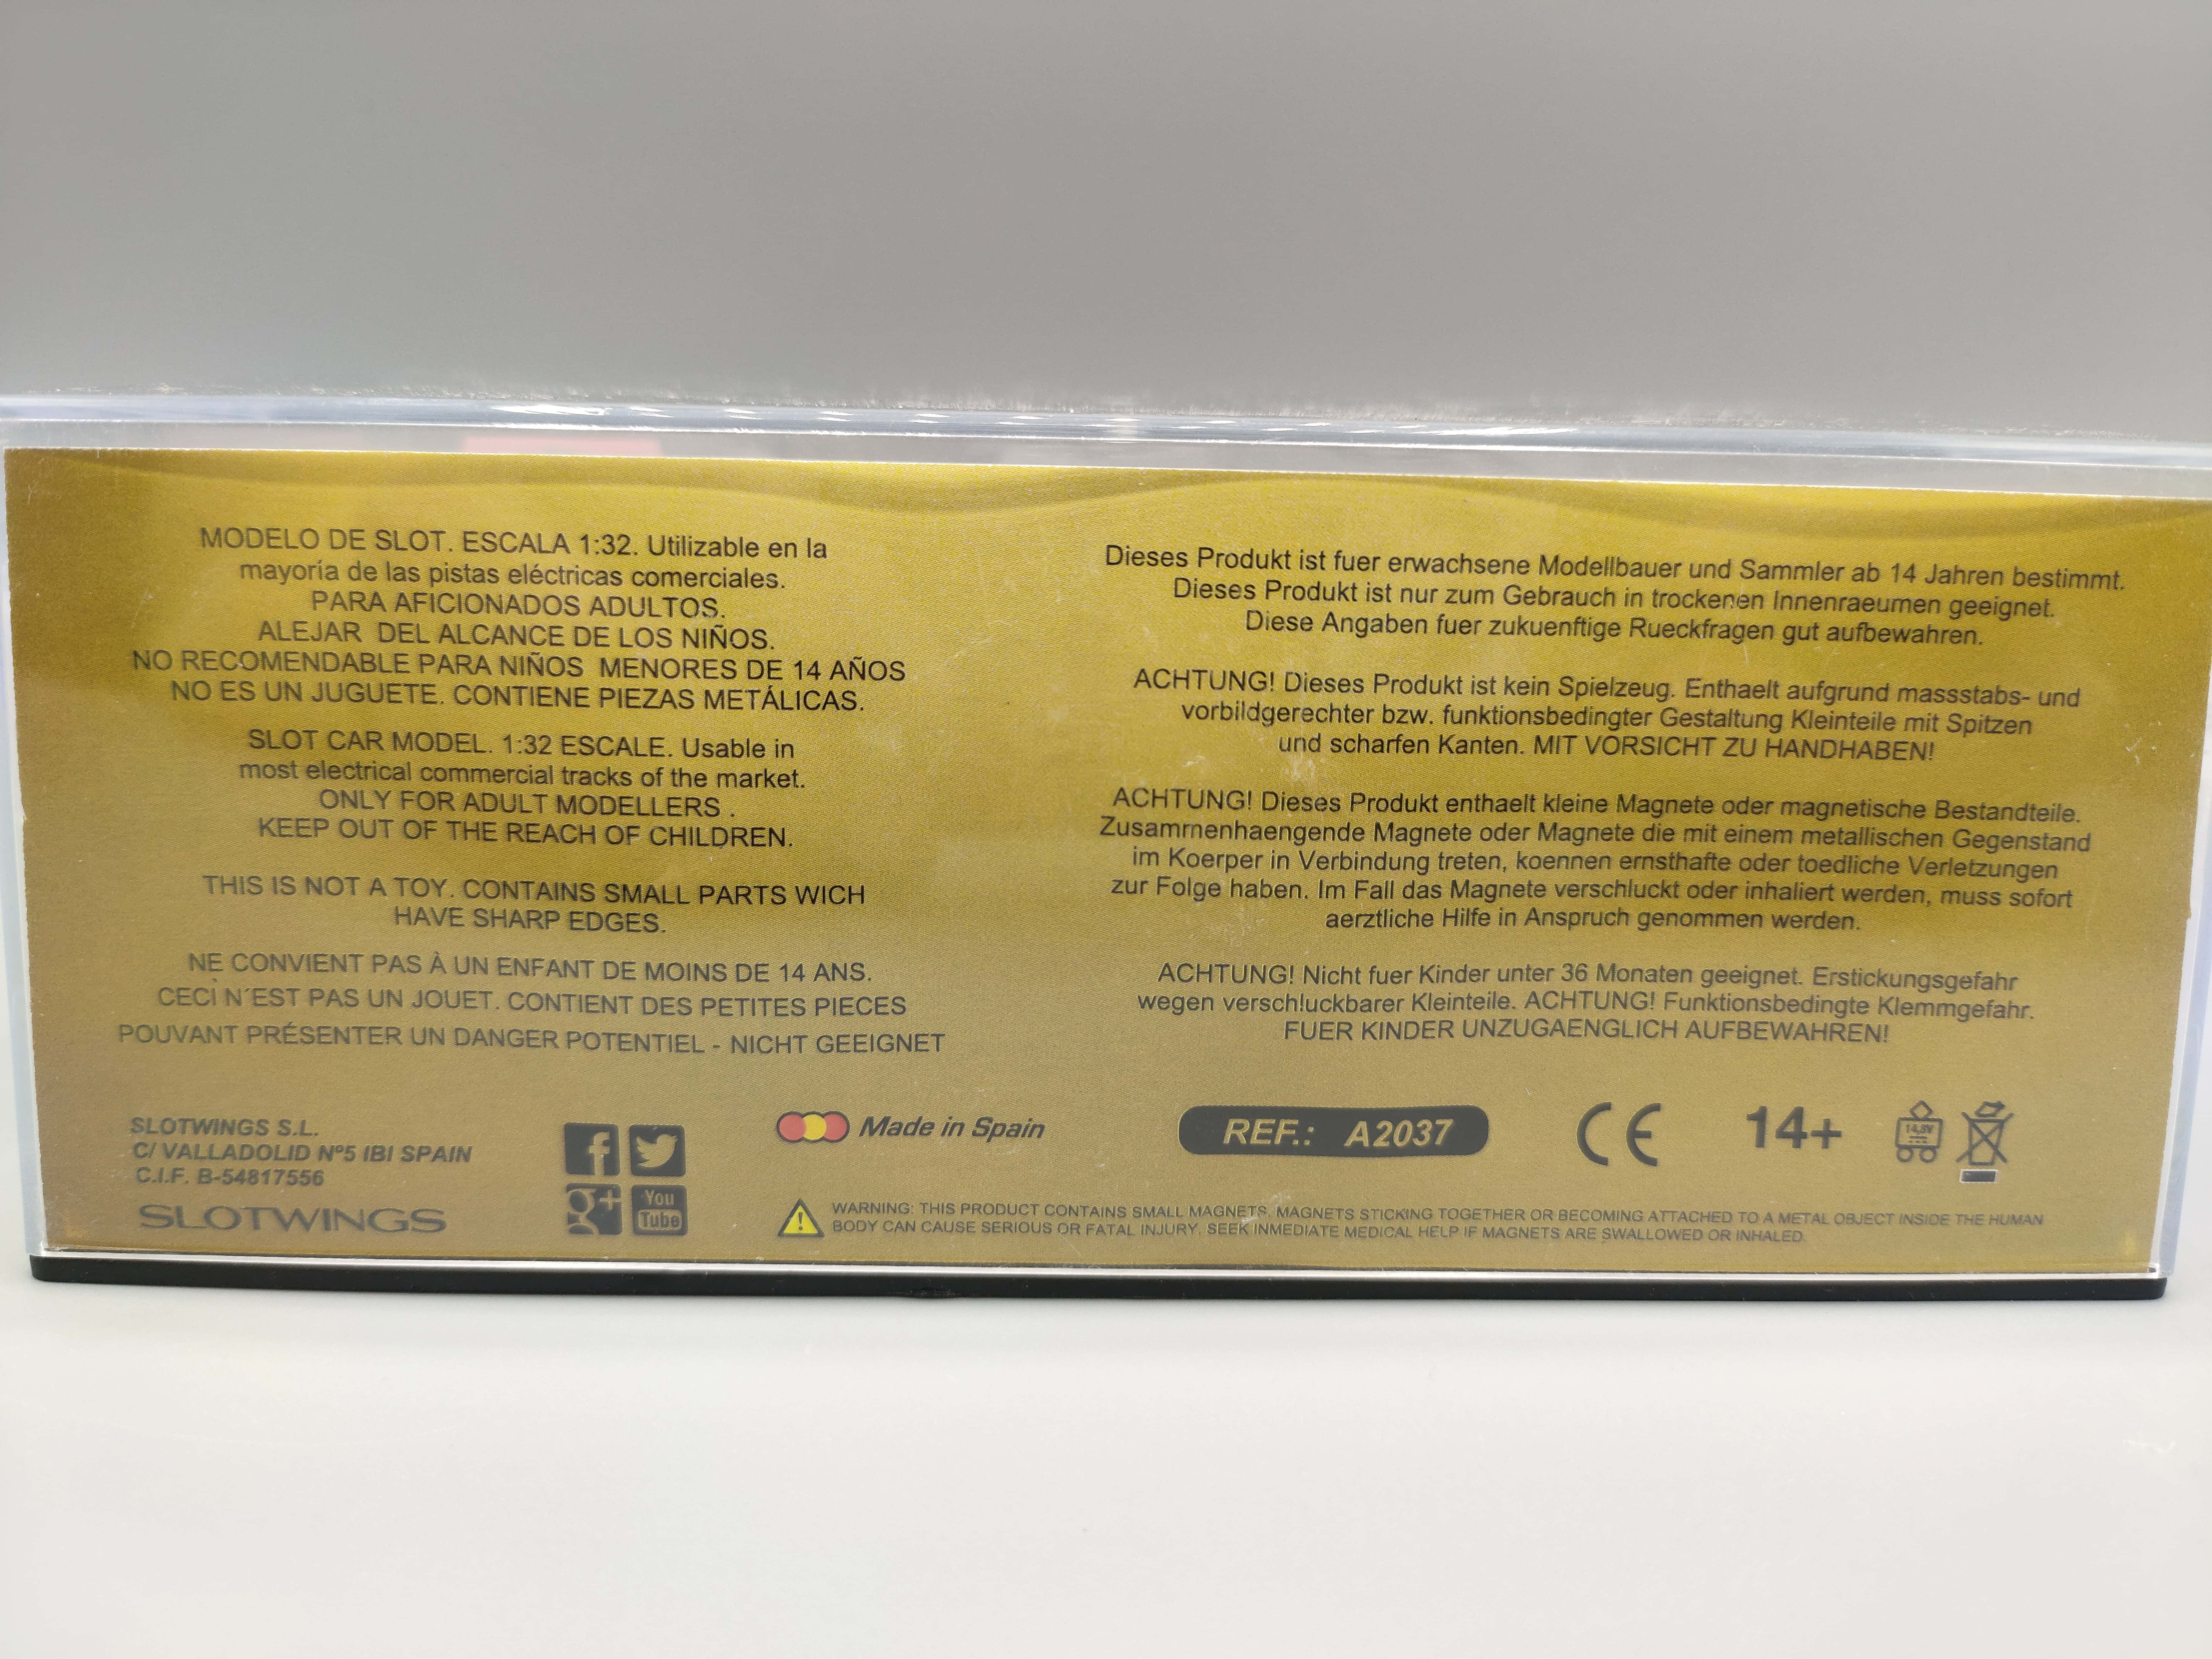 MODELO DE SLOT. ESCALA 1:32. Utilizable en la
mayoría de las pistas eléctricas comerciales.
PARA AFICIONADOS ADULTOS.
ALEJAR DEL ALCANCE DE LOS NIÑOS.
NO RECOMENDABLE PARA NIÑOS MENORES DE 14 AÑOS
NO ES UN JUGUETE. CONTIENE PIEZAS METÁLICAS.
SLOT CAR MODEL. 1:32 ESCALE. Usable in
most electrical commercial tracks of the market.
ONLY FOR ADULT MODELLERS .
KEEP OUT OF THE REACH OF CHILDREN.
THIS IS NOT A TOY. CONTAINS SMALL PARTS WICH
HAVE SHARP EDGES.
NE CONVIENT PAS À UN ENFANT DE MOINS DE 14 ANS.
CECÌ N´EST PAS UN JOUET. CONTIENT DES PETITES PIECES
POUVANT PRÉSENTER UN DANGER POTENTIEL - NICHT GEEIGNET
Dieses Produkt ist fuer erwachsene Modellbauer und Sammler ab 14 Jahren bestimmt.
Dieses Produkt ist nur zum Gebrauch in trockenen Innenraeumen geeignet.
Diese Angaben fuer zukuenftige Rueckfragen gut aufbewahren.
ACHTUNG! Dieses Produkt ist kein Spielzeug. Enthaelt aufgrund massstabs- und
vorbildgerechter bzw. funktionsbedingter Gestaltung Kleinteile mit Spitzen
und scharfen Kanten. MIT VORSICHT ZU HANDHABEN!
ACHTUNG! Dieses Produkt enthaelt kleine Magnete oder magnetische Bestandteile.
Zusammenhaengende Magnete oder Magnete die mit einem metallischen Gegenstand
im Koerper in Verbindung treten, koennen ernsthafte oder toedliche Verletzungen
zur Folge haben. Im Fall das Magnete verschluckt oder inhaliert werden, muss sofort
aerztliche Hilfe in Anspruch genommen werden.
ACHTUNG! Nicht fuer Kinder unter 36 Monaten geeignet. Erstickungsgefahr
wegen verschluckbarer Kleinteile. ACHTUNG! Funktionsbedingte Klemmgefahr.
FUER KINDER UNZUGAENGLICH AUFBEWAHREN!
SLOTWINGS S.L.
C/ VALLADOLID Nº5 IBI SPAIN
C.I.F. B-54817556
SLOTWINGS
f
g+
You
Tube
Made in Spain
REF.: A2037
CE
14+
14,8V
WARNING: THIS PRODUCT CONTAINS SMALL MAGNETS. MAGNETS STICKING TOGETHER OR BECOMING ATTACHED TO A METAL OBJECT INSIDE THE HUMAN
BODY CAN CAUSE SERIOUS OR FATAL INJURY. SEEK INMEDIATE MEDICAL HELP IF MAGNETS ARE SWALLOWED OR INHALED.